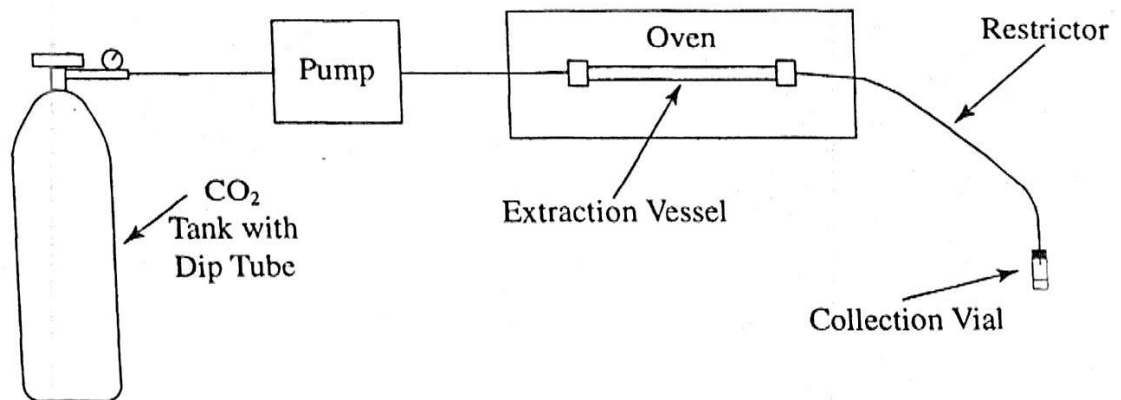 Pump
Oven
Restrictor
Extraction Vessel
CO₂
Tank with
Dip Tube
Collection Vial